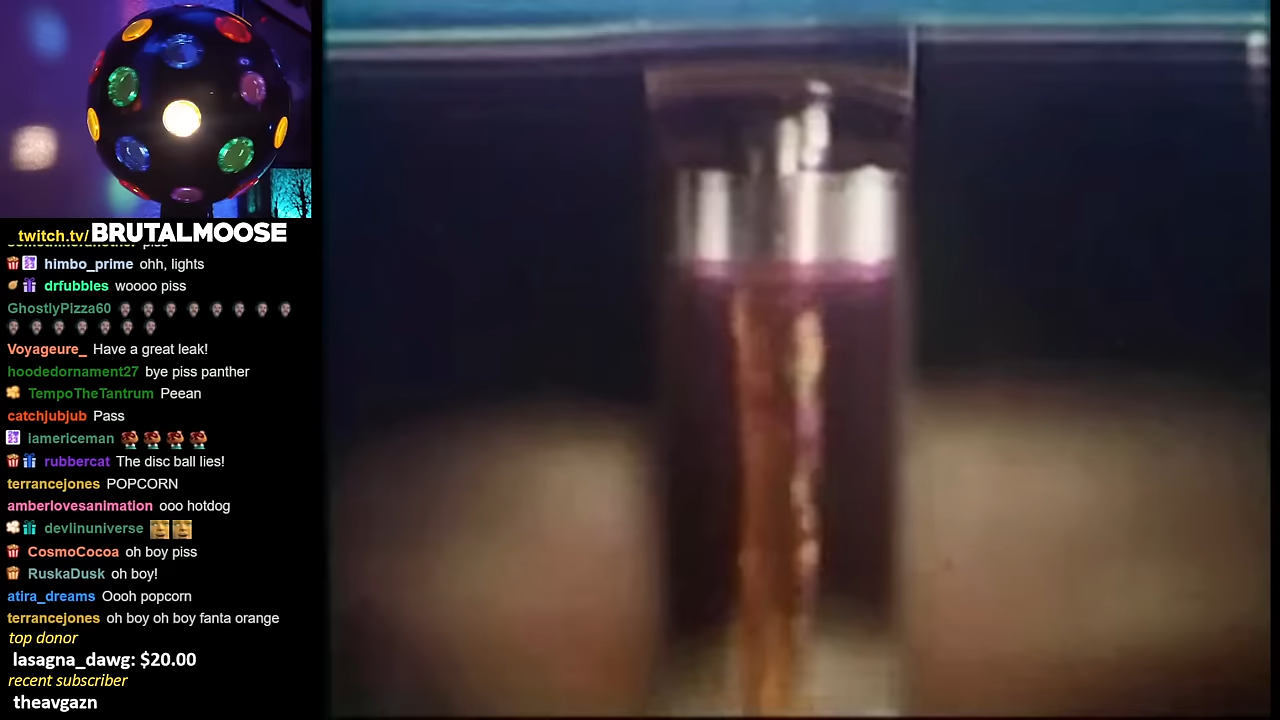 twitch.tv/BRUTALMOOSE
himbo_prime ohh, lights
drfubbles woooo piss
GhostlyPizza60
Voyageure_ Have a great leak!
hoodedornament27 bye piss panther
TempoTheTantrum Peean
catchjubjub Pass
iamericeman
rubbercat The disc ball lies!
terrancejones POPCORN
amberlovesanimation ooo hotdog
devlinuniverse
CosmoCocoa oh boy piss
RuskaDusk oh boy!
atira_dreams Oooh popcorn
terrancejones oh boy oh boy fanta orange
top donor
lasagna_dawg: $20.00
recent subscriber
theavgazn